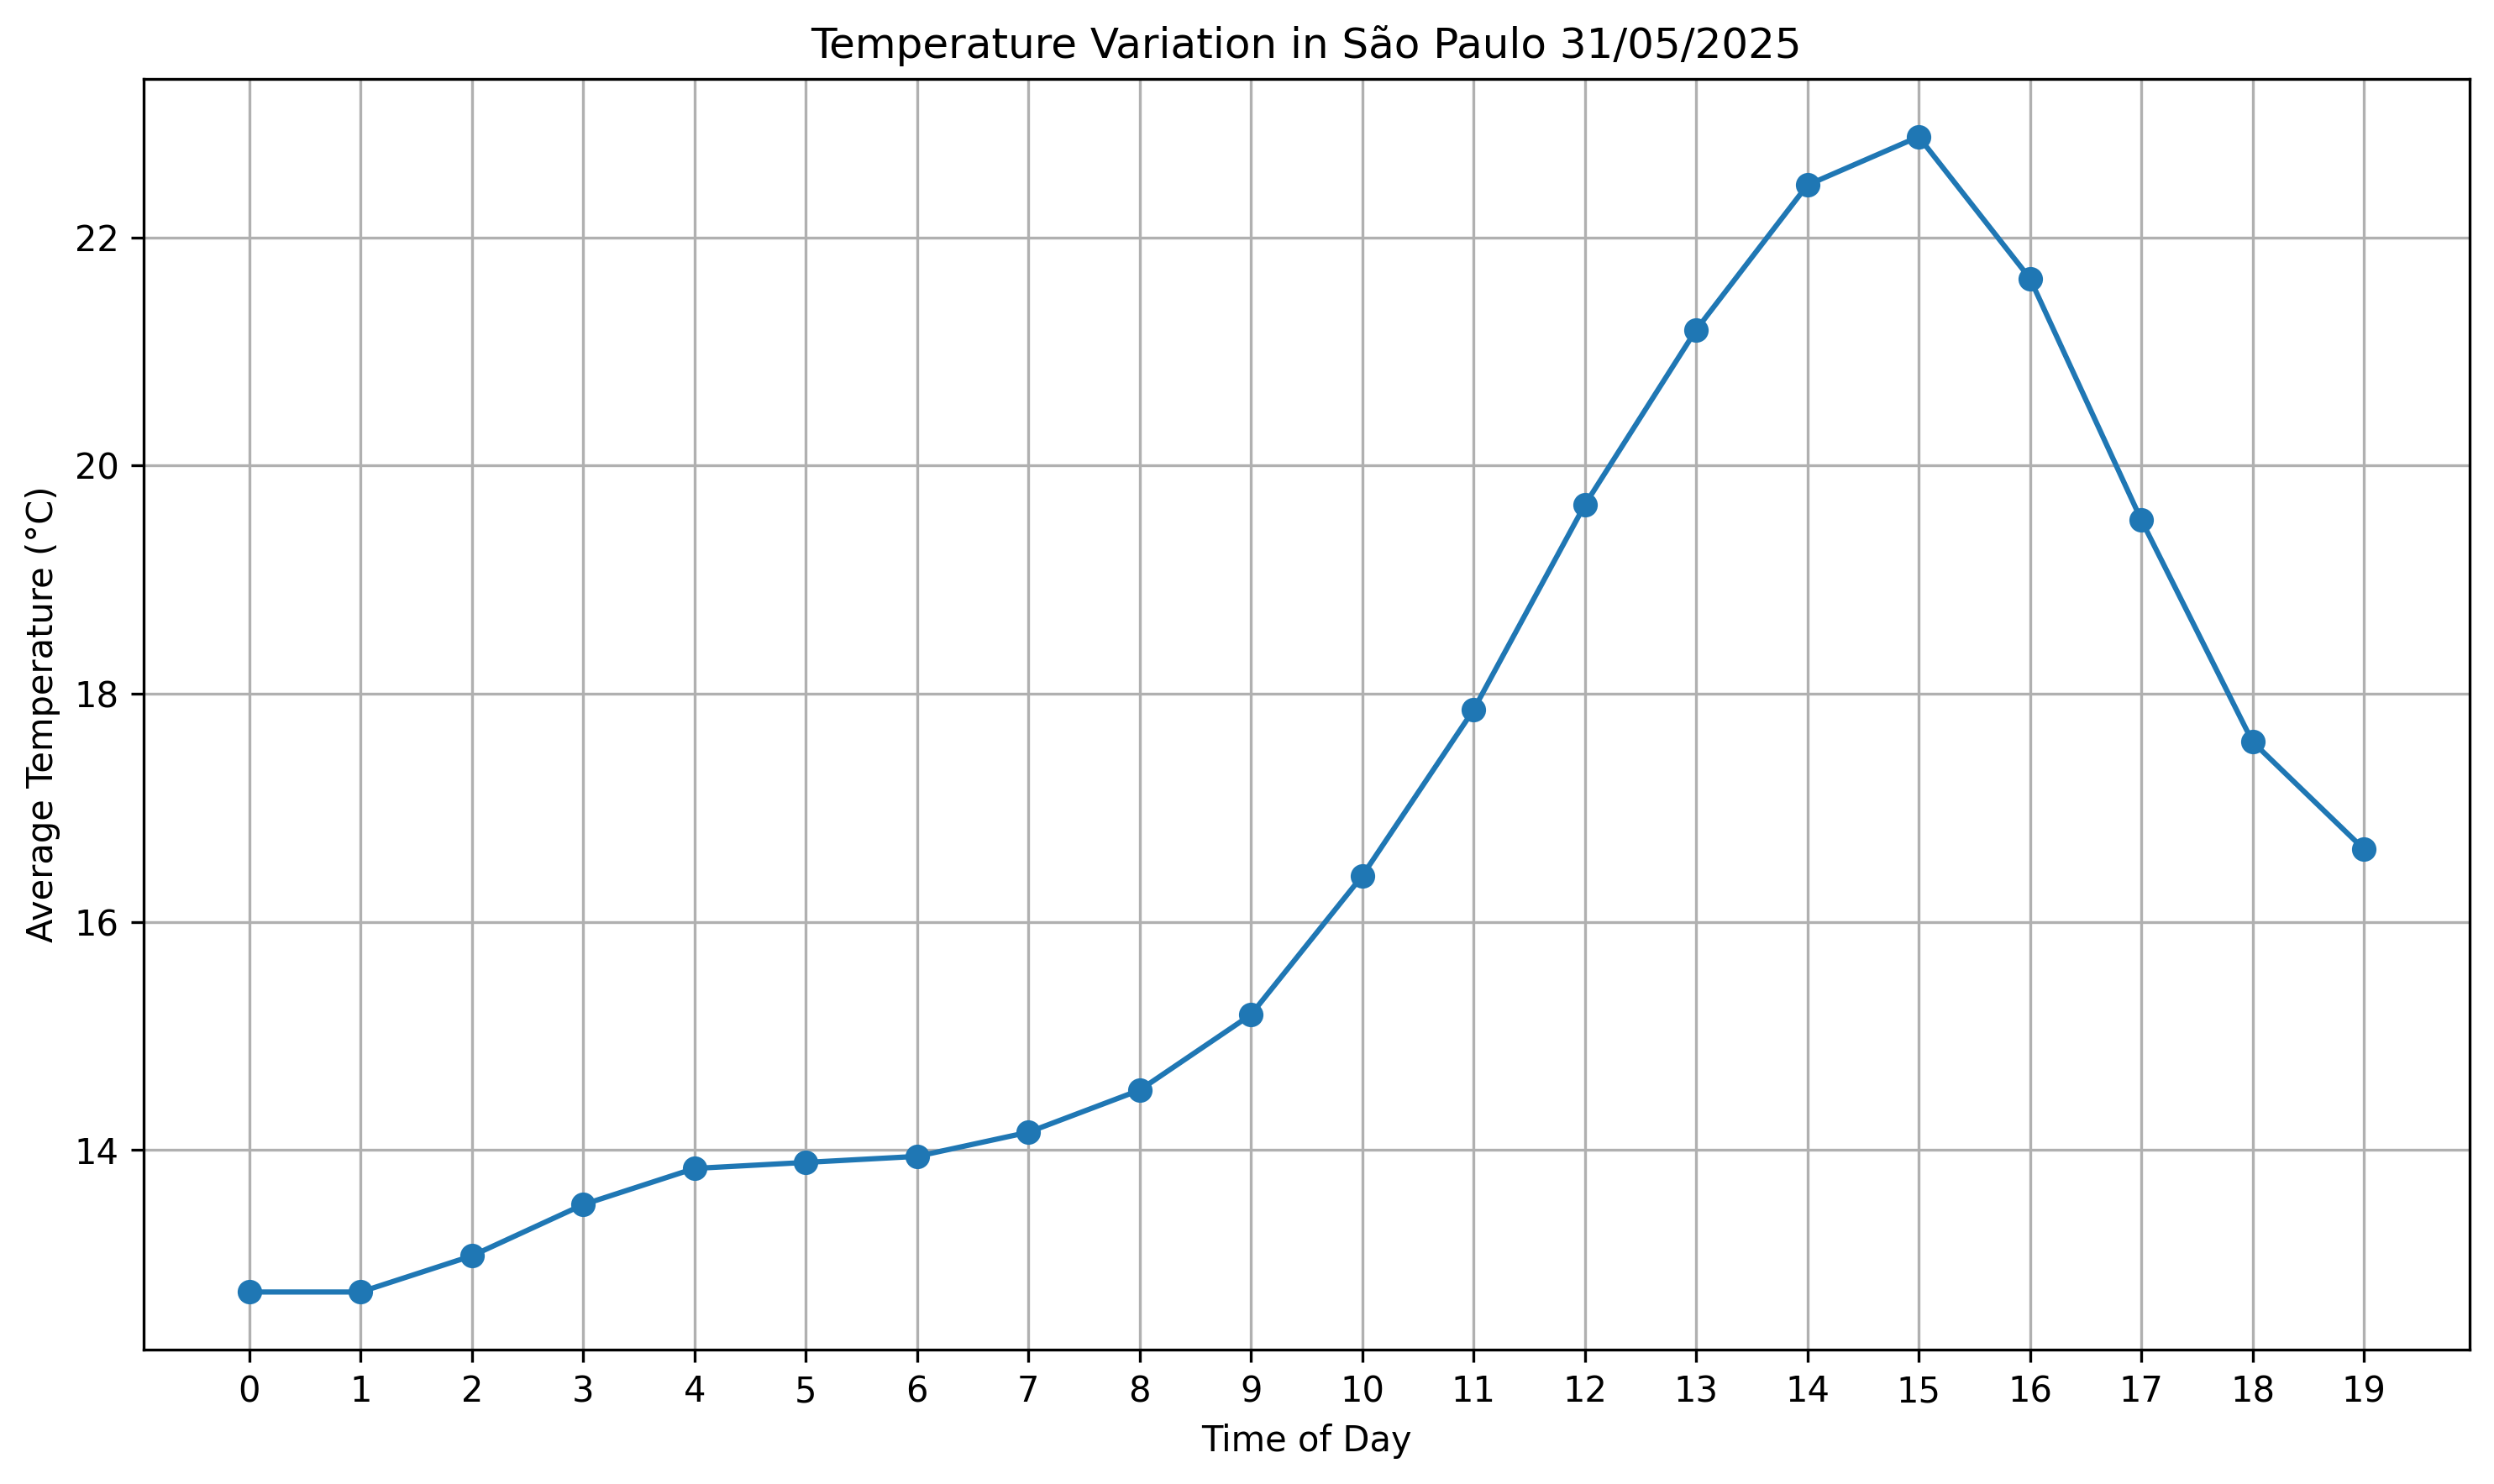 Temperature Variation in São Paulo 31/05/2025
Average Temperature (°C)
22
20
18
16
14
0 1 2 3 4 5 6 7 8 9 10 11 12 13 14 15 16 17 18 19
Time of Day